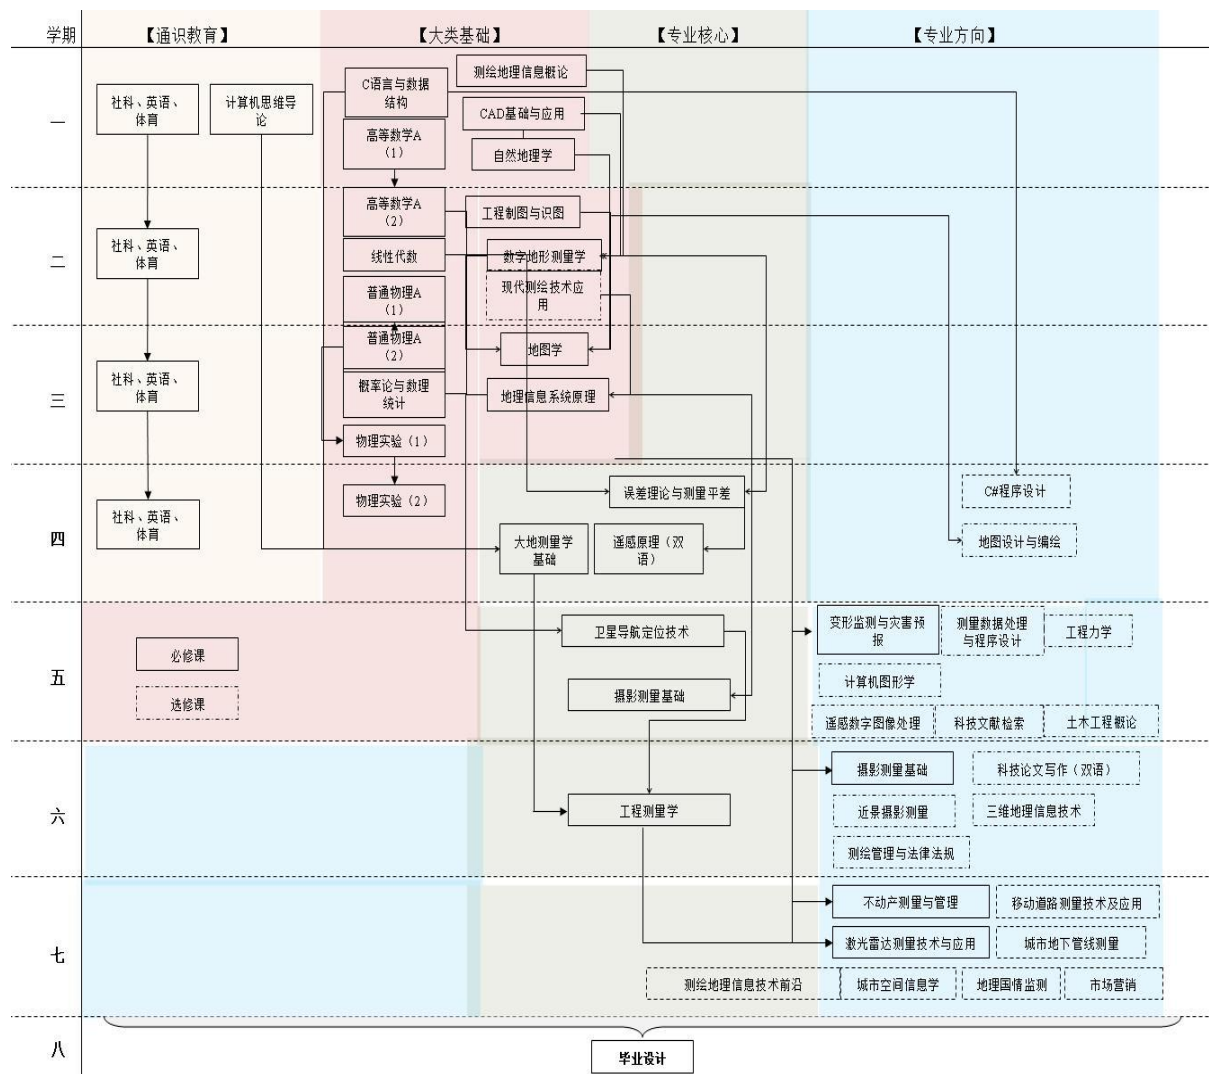 学期
【通识教育】
【大类基础】
【专业核心】
【专业方向】
一
社科、英语、
体育
计算机思维导
论
C语言与数据
结构
测绘地理信息概论
CAD基础与应用
高等数学A
（1）
自然地理学
二
社科、英语、
体育
高等数学A
（2）
工程制图与识图
线性代数
数字地形测量学
普通物理A
（1）
现代测绘技术应
用
三
社科、英语、
体育
普通物理A
（2）
地图学
概率论与数理
统计
地理信息系统原理
物理实验（1）
四
社科、英语、
体育
物理实验（2）
误差理论与测量平差
C#程序设计
大地测量学
基础
遥感原理（双
语）
地图设计与编绘
五
必修课
选修课
卫星导航定位技术
摄影测量基础
变形监测与灾害预
报
测量数据处理
与程序设计
工程力学
计算机图形学
遥感数字图像处理
科技文献检索
土木工程概论
六
工程测量学
摄影测量基础
科技论文写作（双语）
近景摄影测量
三维地理信息技术
测绘管理与法律法规
七
不动产测量与管理
移动道路测量技术及应用
激光雷达测量技术与应用
城市地下管线测量
测绘地理信息技术前沿
城市空间信息学
地理国情监测
市场营销
八
毕业设计